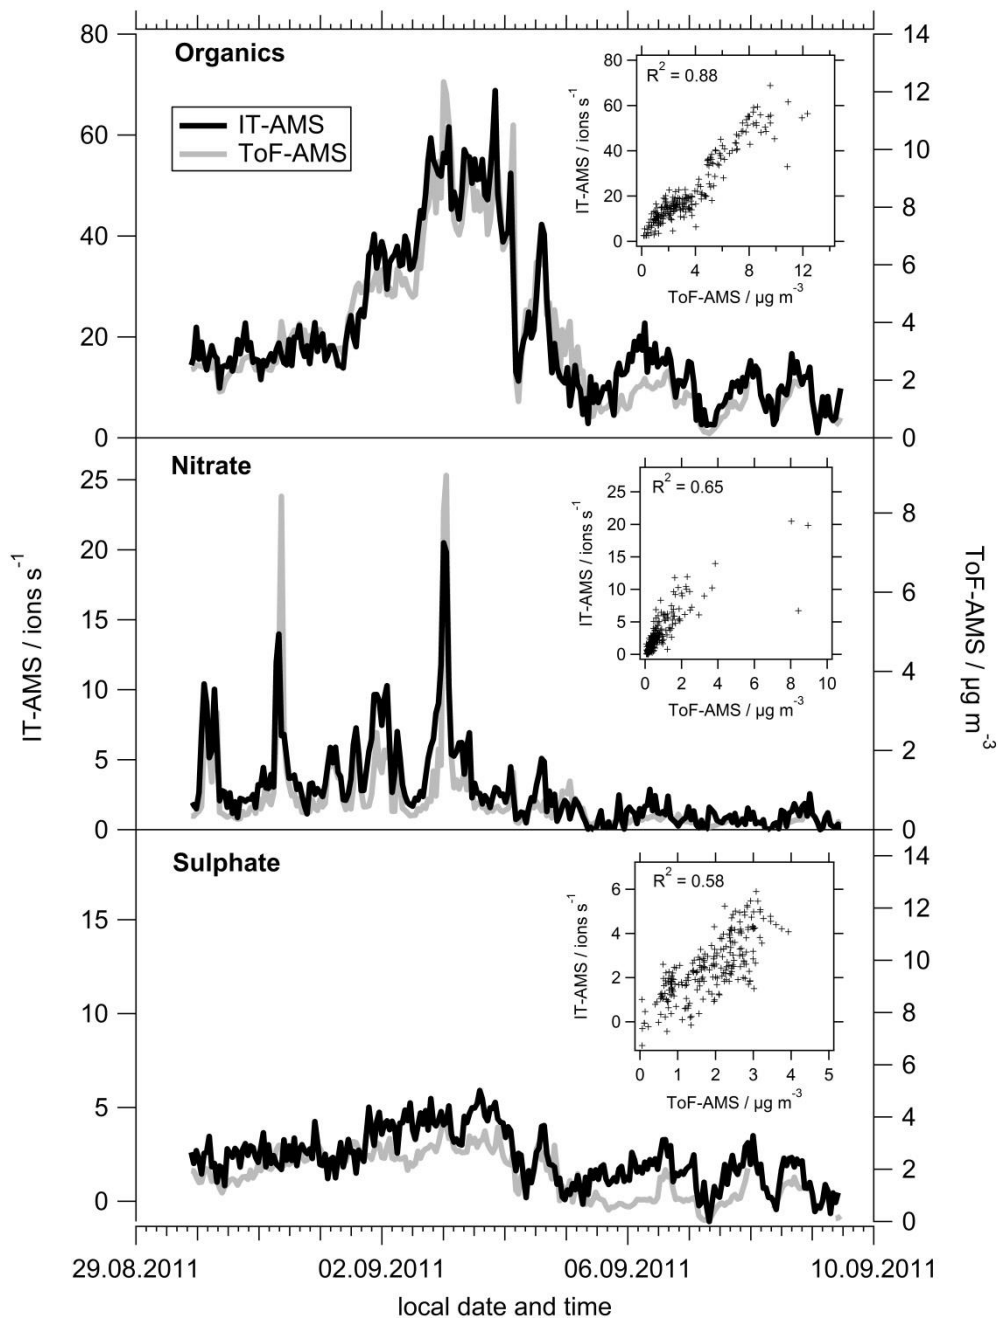 Organics
IT-AMS
ToF-AMS
80
60
40
20
0
14
12
10
8
6
4
2
0
R² = 0.88
80
60
40
20
0
IT-AMS / ions s⁻¹
0 4 8 12
ToF-AMS / µg m⁻³
Nitrate
25
20
15
10
5
0
8
6
4
2
0
R² = 0.65
25
20
15
10
5
0
IT-AMS / ions s⁻¹
0 2 4 6 8 10
ToF-AMS / µg m⁻³
IT-AMS / ions s⁻¹
ToF-AMS / µg m⁻³
Sulphate
15
10
5
0
14
12
10
8
6
4
2
0
R² = 0.58
6
4
2
0
IT-AMS / ions s⁻¹
0 1 2 3 4 5
ToF-AMS / µg m⁻³
29.08.2011 02.09.2011 06.09.2011 10.09.2011
local date and time